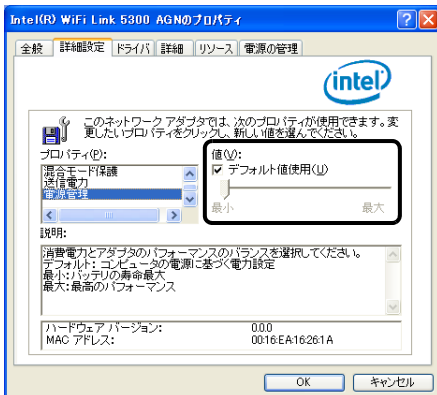 Intel(R) WiFi Link 5300 AGNのプロパティ
全般 詳細設定 ドライバ 詳細 リソース 電源の管理
intel
このネットワーク アダプタでは、次のプロパティが使用できます。変
更したいプロパティをクリックし、新しい値を選んでください。
プロパティ(P):
値(V):
混合モード保護
送信電力
電源管理
デフォルト値使用(U)
最小 最大
説明:
消費電力とアダプタのパフォーマンスのバランスを選択してください。
デフォルト: コンピュータの電源に基づく電力設定
最小:バッテリの寿命最大
最大:最高のパフォーマンス
ハードウェア バージョン: 0.0.0
MAC アドレス: 00:16:EA:16:26:1A
OK キャンセル